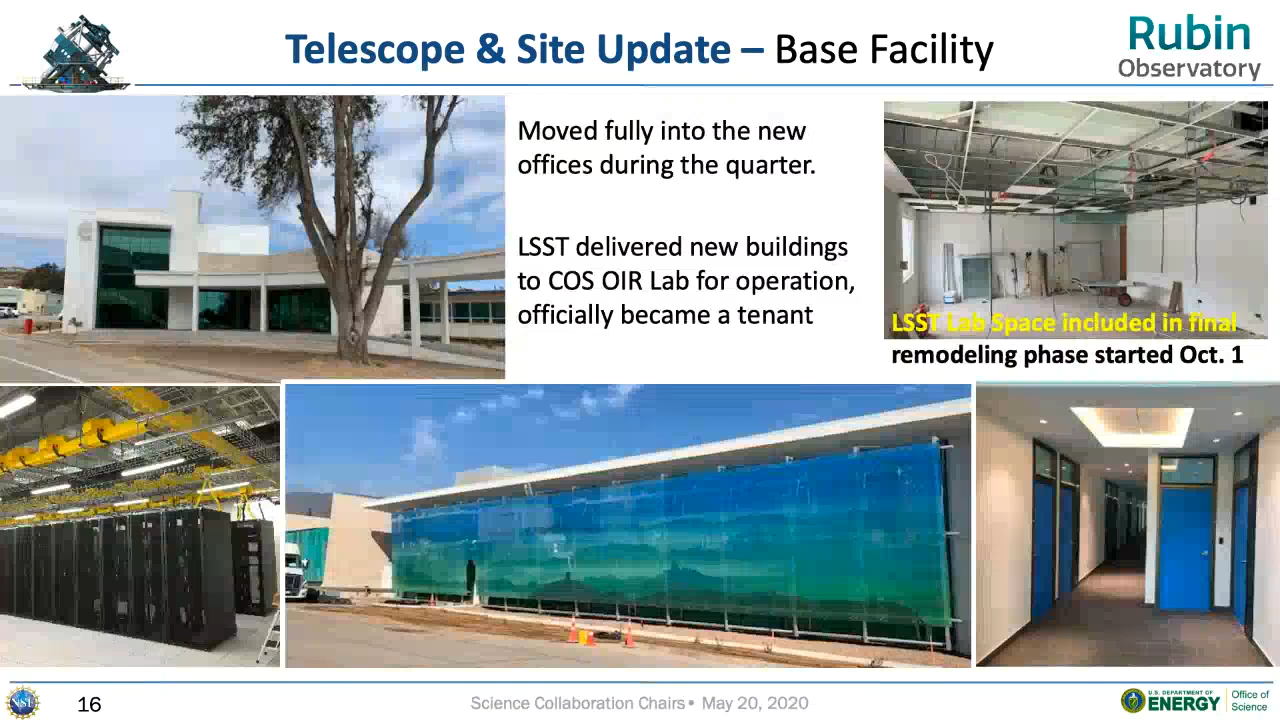 Telescope & Site Update – Base Facility
Rubin
Observatory
Moved fully into the new
offices during the quarter.
LSST delivered new buildings
to COS OIR Lab for operation,
officially became a tenant
LSST Lab Space included in final
remodeling phase started Oct. 1
NSF
16
Science Collaboration Chairs• May 20, 2020
U.S. DEPARTMENT OF
ENERGY
Office of
Science